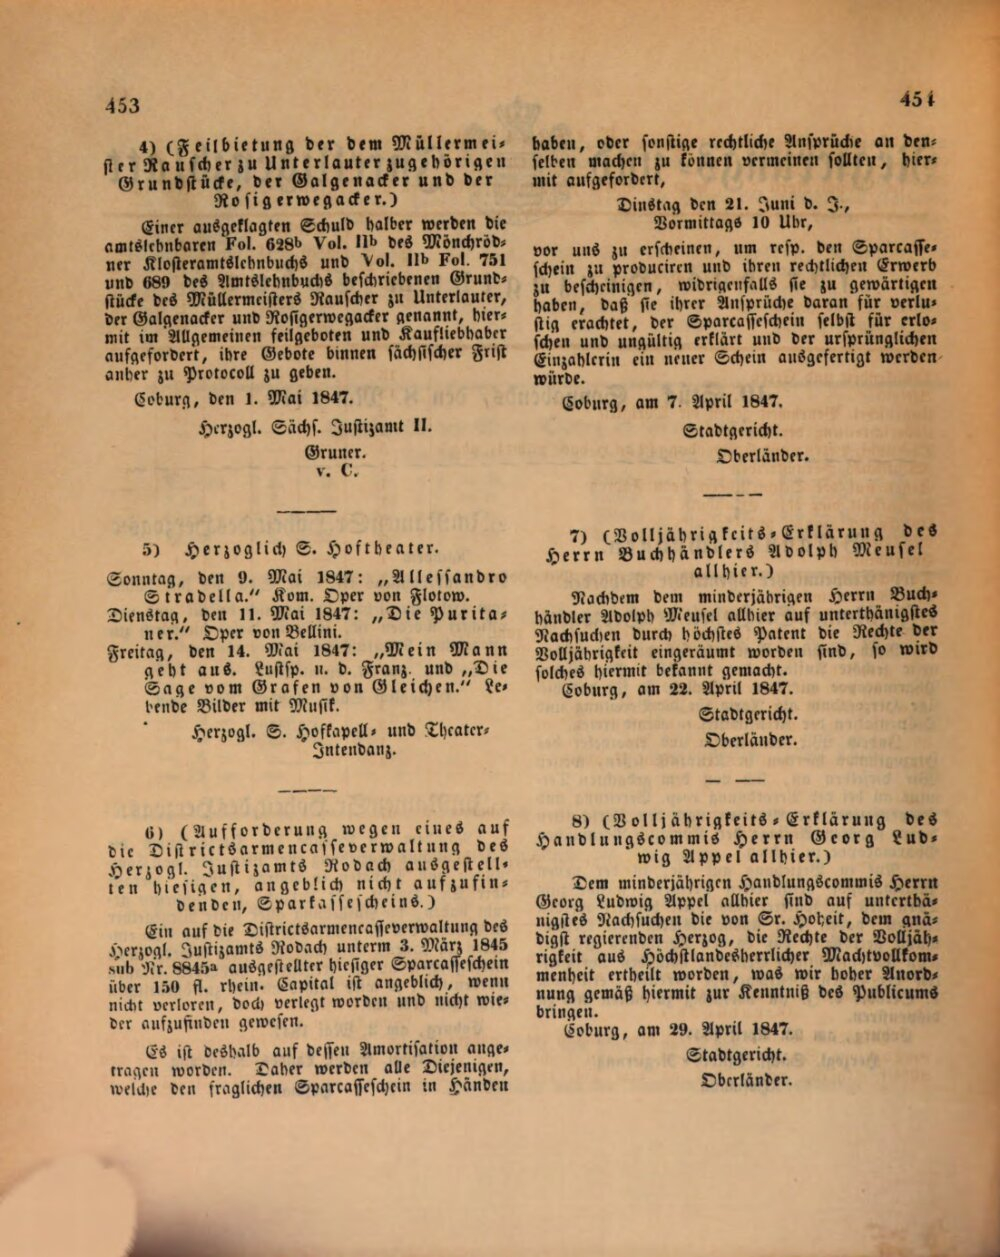 453
4) (Feilbietung der dem Müllermei-
ster Rauscher zu Unterlauter zugehörigen
Grundstücke, der Galgenacker und der
Rosigerwegacker.)
Einer ausgeklagten Schuld halber werden die
amtslehnbaren Fol. 628b Vol. IIb des Mönchröd-
ner Klosteramtslehnbuchs und Vol. IIb Fol. 751
und 689 des Amtslehnbuchs beschriebenen Grund-
stücke des Müllermeisters Rauscher zu Unterlauter,
der Galgenacker und Rosigerwegacker genannt, hier-
mit im Allgemeinen feilgeboten und Kaufliebhaber
aufgefordert, ihre Gebote binnen sächsischer Frist
anher zu Protocoll zu geben.
Coburg, den 1. Mai 1847.
Herzogl. Sächs. Justizamt II.
Gruner.
v. C.
5) Herzoglich S. Hoftheater.
Sonntag, den 9. Mai 1847: „Allessandro
Stradella.“ Kom. Oper von Flotow.
Dienstag, den 11. Mai 1847: „Die Purita-
ner.“ Oper von Bellini.
Freitag, den 14. Mai 1847: „Mein Mann
geht aus. Lustsp. n. d. Franz. und „Die
Sage vom Grafen von Gleichen.“ Le-
bende Bilder mit Musik.
Herzogl. S. Hofkapell- und Theater-
Intendanz.
6) (Aufforderung wegen eines auf
die Districtsarmencasseverwaltung des
Herzogl. Justizamts Rodach ausgestell-
ten hiesigen, angeblich nicht aufzufin-
denden, Sparkassescheins.)
Ein auf die Districtsarmencasseverwaltung des
Herzogl. Justizamts Rodach unterm 3. März 1845
sub Nr. 8845a ausgestellter hiesiger Sparcasseschein
über 150 fl. rhein. Capital ist angeblich, wenn
nicht verloren, doch verlegt worden und nicht wie-
der aufzufinden gewesen.
Es ist deshalb auf dessen Amortisation ange-
tragen worden. Daher werden alle Diejenigen,
welche den fraglichen Sparcasseschein in Händen
454
haben, oder sonstige rechtliche Ansprüche an den-
selben machen zu können vermeinen sollten, hier-
mit aufgefordert,
Dinstag den 21. Juni d. J.,
Vormittags 10 Uhr,
vor uns zu erscheinen, um resp. den Sparcasse-
schein zu produciren und ihren rechtlichen Erwerb
zu bescheinigen, widrigenfalls sie zu gewärtigen
haben, daß sie ihrer Ansprüche daran für verlu-
stig erachtet, der Sparcasseschein selbst für erlo-
schen und ungültig erklärt und der ursprünglichen
Einzahlerin ein neuer Schein ausgefertigt werden
würde.
Coburg, am 7. April 1847.
Stadtgericht.
Oberländer.
7) (Volljährigkeits-Erklärung des
Herrn Buchhändlers Adolph Meusel
allhier.)
Nachdem dem minderjährigen Herrn Buch-
händler Adolph Meusel allhier auf unterthänigstes
Nachsuchen durch höchstes Patent die Rechte der
Volljährigkeit eingeräumt worden sind, so wird
solches hiermit bekannt gemacht.
Coburg, am 22. April 1847.
Stadtgericht.
Oberländer.
8) (Volljährigkeits-Erklärung des
Handlungscommis Herrn Georg Lud-
wig Appel allhier.)
Dem minderjährigen Handlungscommis Herrn
Georg Ludwig Appel allhier sind auf unterthä-
nigstes Nachsuchen die von Sr. Hoheit, dem gnä-
digst regierenden Herzog, die Rechte der Volljäh-
rigkeit aus Höchstlandesherrlicher Machtvollkom-
menheit ertheilt worden, was wir hoher Anord-
nung gemäß hiermit zur Kenntniß des Publicums
bringen.
Coburg, am 29. April 1847.
Stadtgericht.
Oberländer.